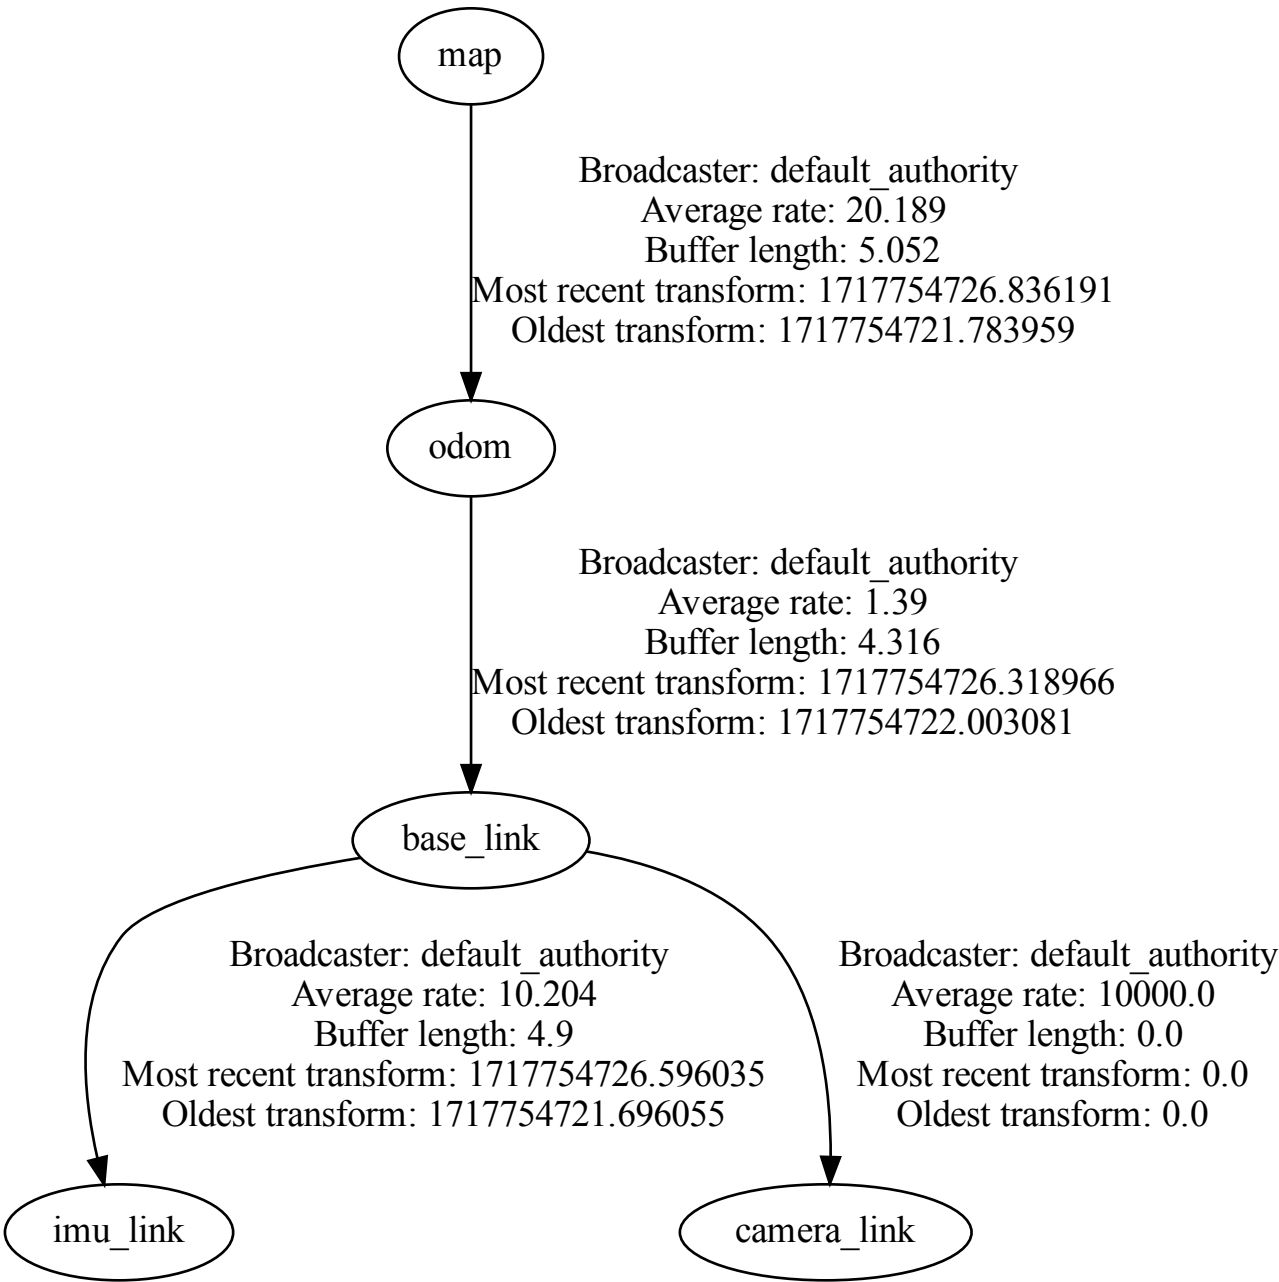 map
Broadcaster: default_authority
Average rate: 20.189
Buffer length: 5.052
Most recent transform: 1717754726.836191
Oldest transform: 1717754721.783959
odom
Broadcaster: default_authority
Average rate: 1.39
Buffer length: 4.316
Most recent transform: 1717754726.318966
Oldest transform: 1717754722.003081
base_link
Broadcaster: default_authority
Average rate: 10.204
Buffer length: 4.9
Most recent transform: 1717754726.596035
Oldest transform: 1717754721.696055
Broadcaster: default_authority
Average rate: 10000.0
Buffer length: 0.0
Most recent transform: 0.0
Oldest transform: 0.0
imu_link
camera_link